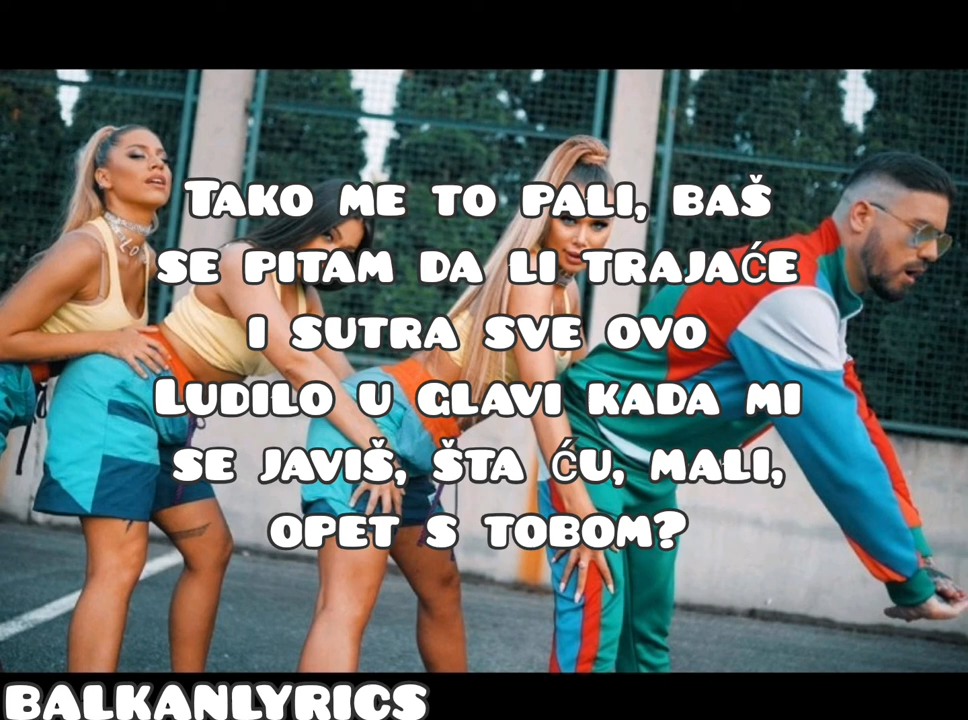 Tako me to pali, baš
se pitam da li trajaće
i sutra sve ovo
Ludilo u glavi kada mi
se javiš, šta ću, mali,
opet s tobom?
BALKANLYRICS